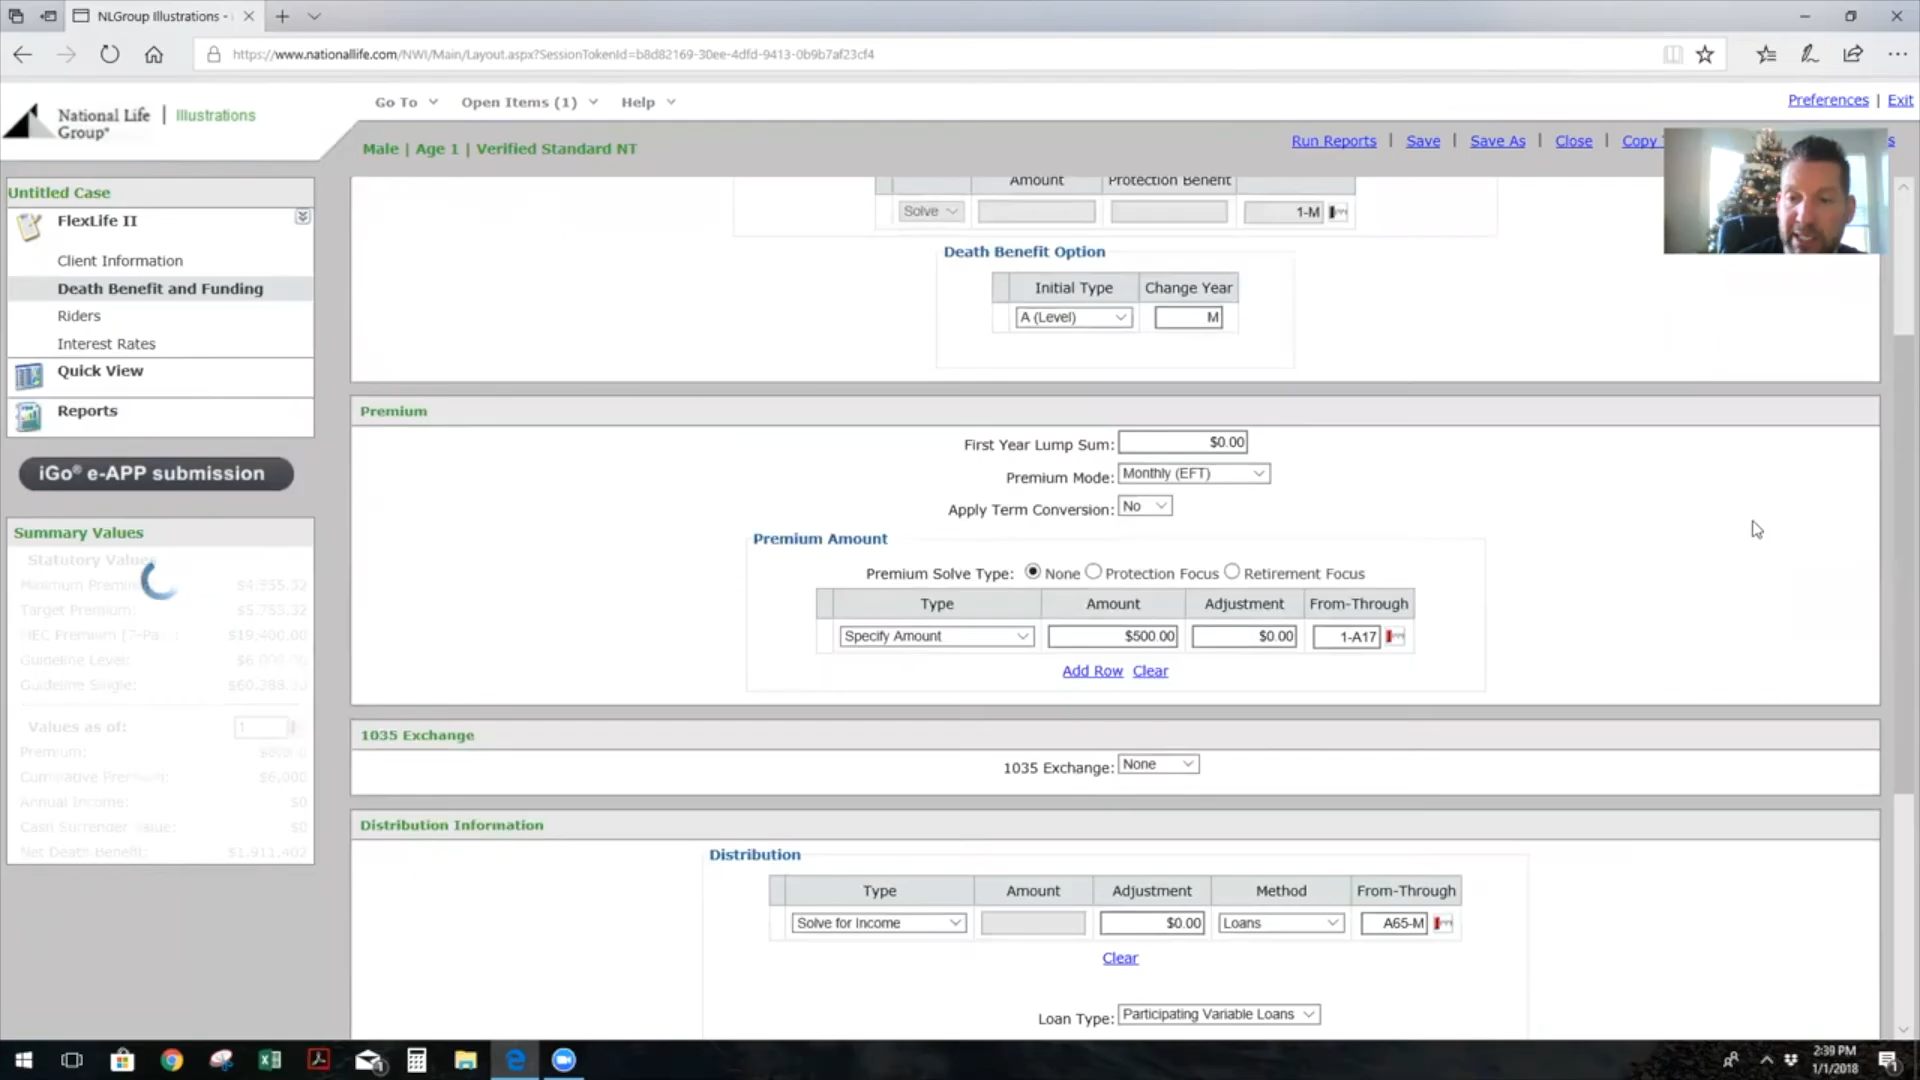 NLGroup Illustrations -
https://www.nationallife.com/NWI/Main/Layout.aspx?SessionTokenId=b8d82169-30ee-4dfd-9413-0b9b7af23cf4
National Life Group® | Illustrations
Go To
Open Items (1)
Help
Preferences | Exit
Male | Age 1 | Verified Standard NT
Run Reports | Save | Save As | Close | Copy
Untitled Case
FlexLife II
Client Information
Death Benefit and Funding
Riders
Interest Rates
Quick View
Reports
iGo® e-APP submission
Summary Values
Statutory Values
Minimum Premium $4,955.32
Target Premium: $5,755.32
MEC Premium [7-Pa : $19,400.00
Guideline Level:
Guideline Single:
Values as of: 1
Premium:
Cumulative Premium: $6,000
Annual Income: $0
Cash Surrender Value: $0
Net Death Benefit: $1,911,402
Amount Protection Benefit
Solve 1-M
Death Benefit Option
Initial Type Change Year
A (Level) M
Premium
First Year Lump Sum: $0.00
Premium Mode: Monthly (EFT)
Apply Term Conversion: No
Premium Amount
Premium Solve Type: None Protection Focus Retirement Focus
Type Amount Adjustment From-Through
Specify Amount $500.00 $0.00 1-A17
Add Row Clear
1035 Exchange
1035 Exchange: None
Distribution Information
Distribution
Type Amount Adjustment Method From-Through
Solve for Income $0.00 Loans A65-M
Clear
Loan Type: Participating Variable Loans
2:39 PM
1/1/2018